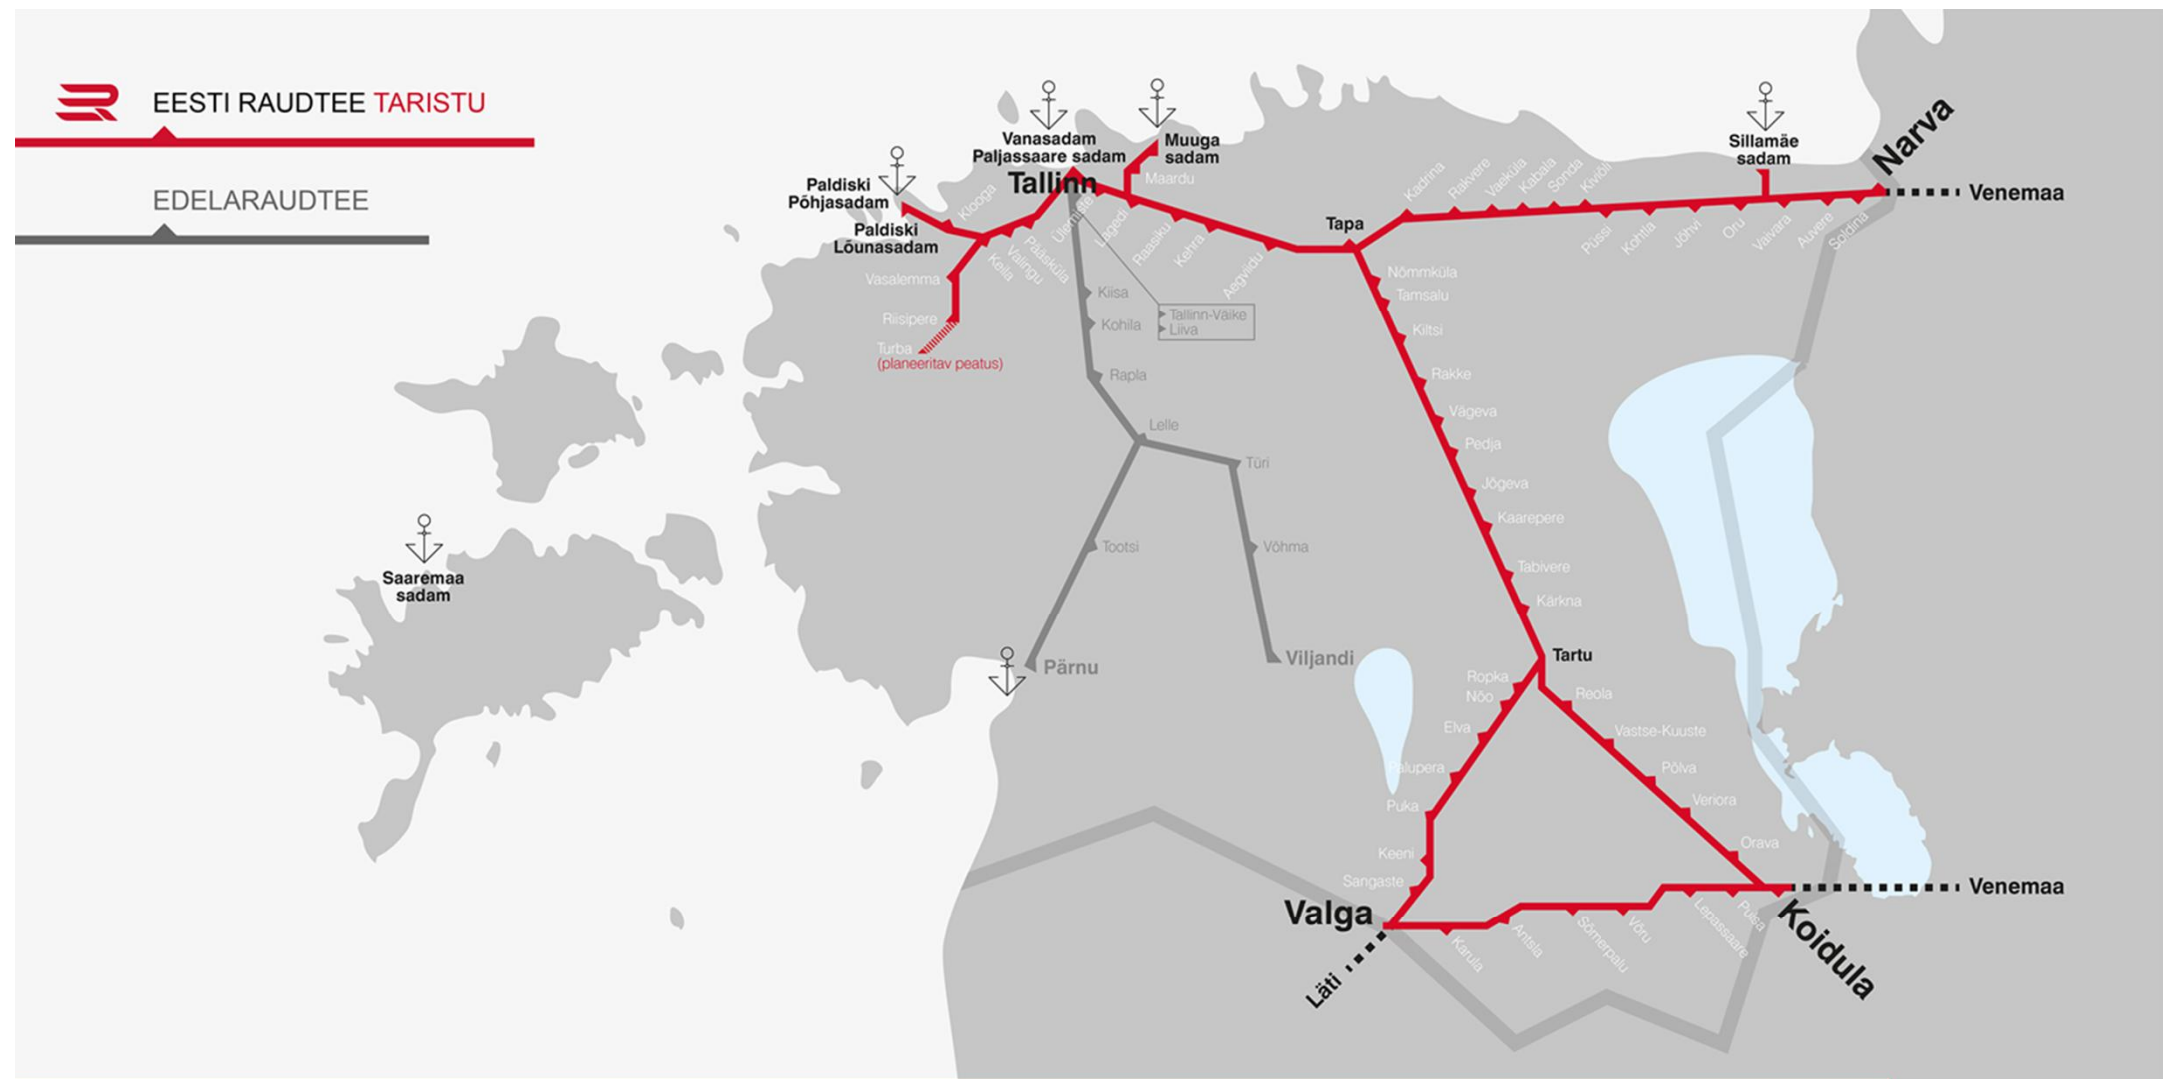 EESTI RAUDTEE TARISTU
EDELARAUDTEE
Vanasadam
Paljassaare sadam
Tallinn
Muuga
sadam
Maardu
Paldiski
Põhjasadam
Paldiski
Lõunasadam
Klooga
Keila
Valingu
Pääsküla
Ülemiste
Lagedi
Raasiku
Kehra
Aegviidu
Vasalemma
Riisipere
Turba
(planeeritav peatus)
Tapa
Kadrina
Rakvere
Vaeküla
Kabala
Sonda
Kiviõli
Püssi
Kohtla
Jõhvi
Oru
Vaivara
Auvere
Soldina
Sillamäe
sadam
Narva
Venemaa
Kiisa
Kohila
Tallinn-Väike
Liiva
Rapla
Lelle
Türi
Tootsi
Võhma
Pärnu
Viljandi
Saaremaa
sadam
Nõmmküla
Tamsalu
Kiltsi
Rakke
Vägeva
Pedja
Jõgeva
Kaarepere
Tabivere
Kärkna
Tartu
Ropka
Nõo
Elva
Palupera
Puka
Keeni
Sangaste
Reola
Vastse-Kuuste
Põlva
Veriora
Orava
Valga
Läti
Karula
Antsla
Sõmerpalu
Võru
Lepassaare
Piusa
Koidula
Venemaa